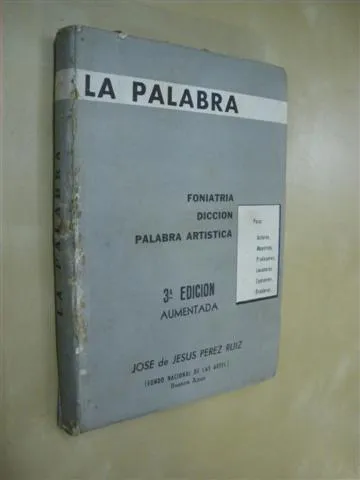 LA PALABRA
FONIATRIA
DICCION
PALABRA ARTISTICA
Para:
Actores,
Maestros,
Profesores,
Locutores
Cantantes,
Oradores.
3ª EDICION
AUMENTADA
JOSE de JESUS PEREZ RUIZ
(FONDO NACIONAL DE LAS ARTES)
Buenos Aires
LA PALABRA